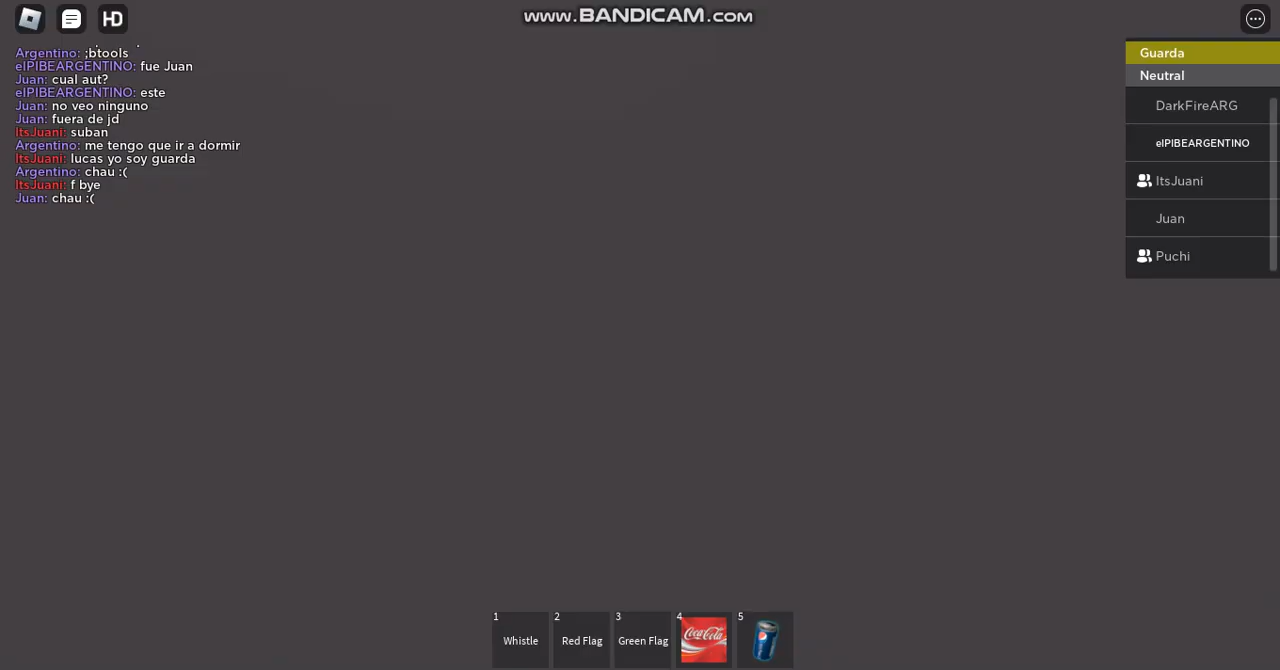 HD
www.BANDICAM.com
Argentino: ;btools
elPIBEARGENTINO: fue Juan
Juan: cual aut?
elPIBEARGENTINO: este
Juan: no veo ninguno
Juan: fuera de jd
ItsJuani: suban
Argentino: me tengo que ir a dormir
ItsJuani: lucas yo soy guarda
Argentino: chau :(
ItsJuani: f bye
Juan: chau :(
Guarda
Neutral
DarkFireARG
elPIBEARGENTINO
ItsJuani
Juan
Puchi
1
Whistle
2
Red Flag
3
Green Flag
4
Coca-Cola
5